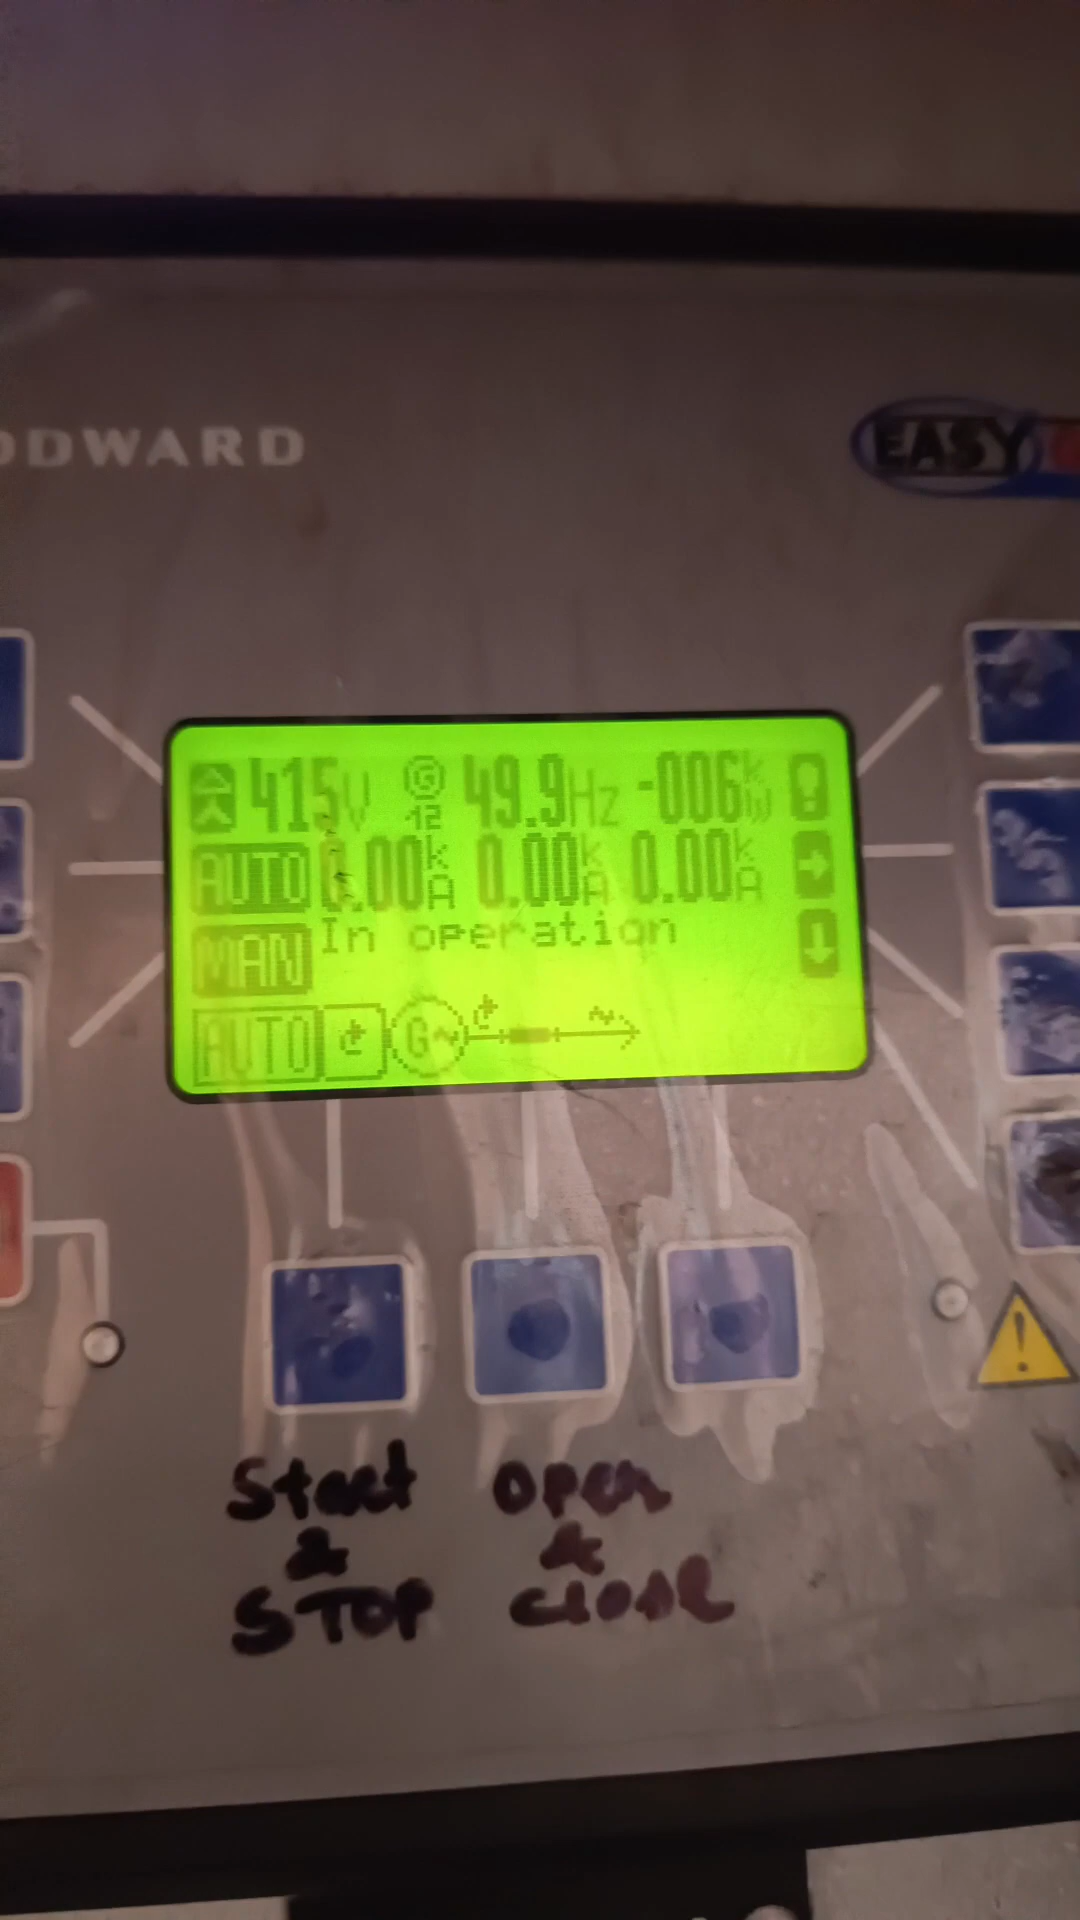 ODWARD
EASY
415V G 12 49.9Hz -006kW
AUTO 0.00kA 0.00kA 0.00kA
MAN In operation
AUTO G
Start Open
& &
STOP Close